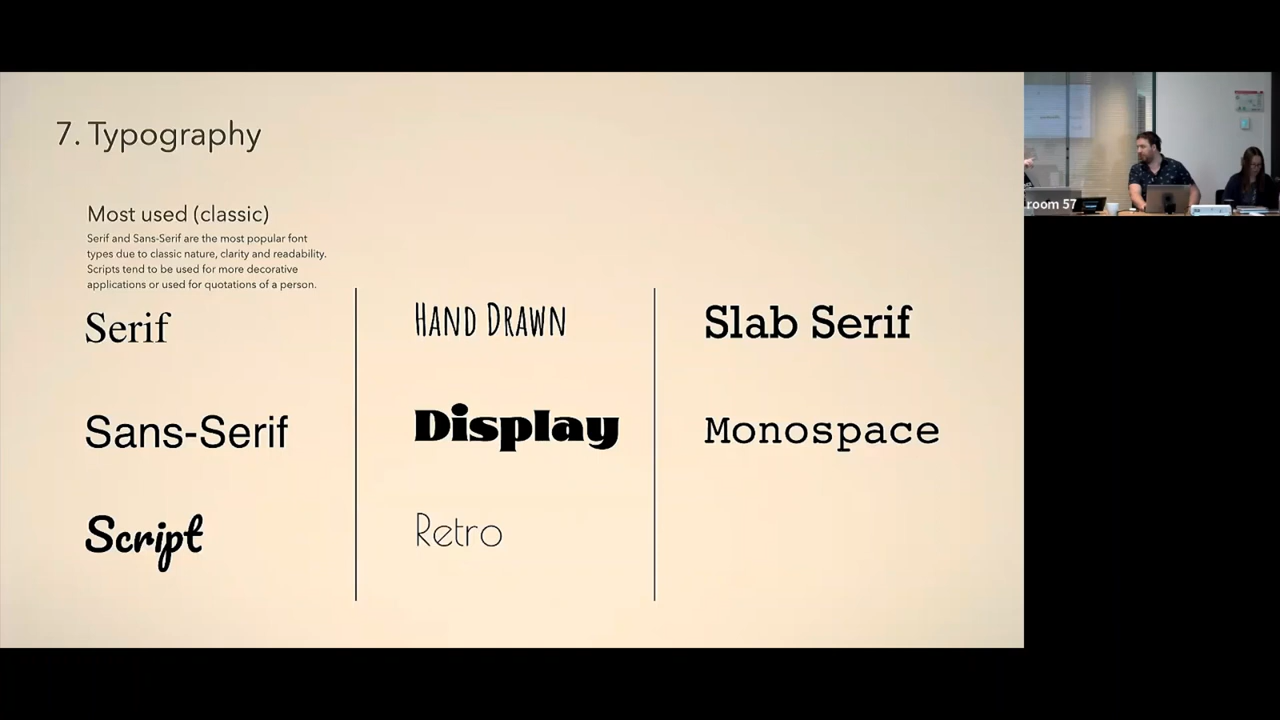 7. Typography
Most used (classic)
Serif and Sans-Serif are the most popular font
types due to classic nature, clarity and readability.
Scripts tend to be used for more decorative
applications or used for quotations of a person.
Serif
Sans-Serif
Script
HAND DRAWN
Display
Retro
Slab Serif
Monospace
room 57